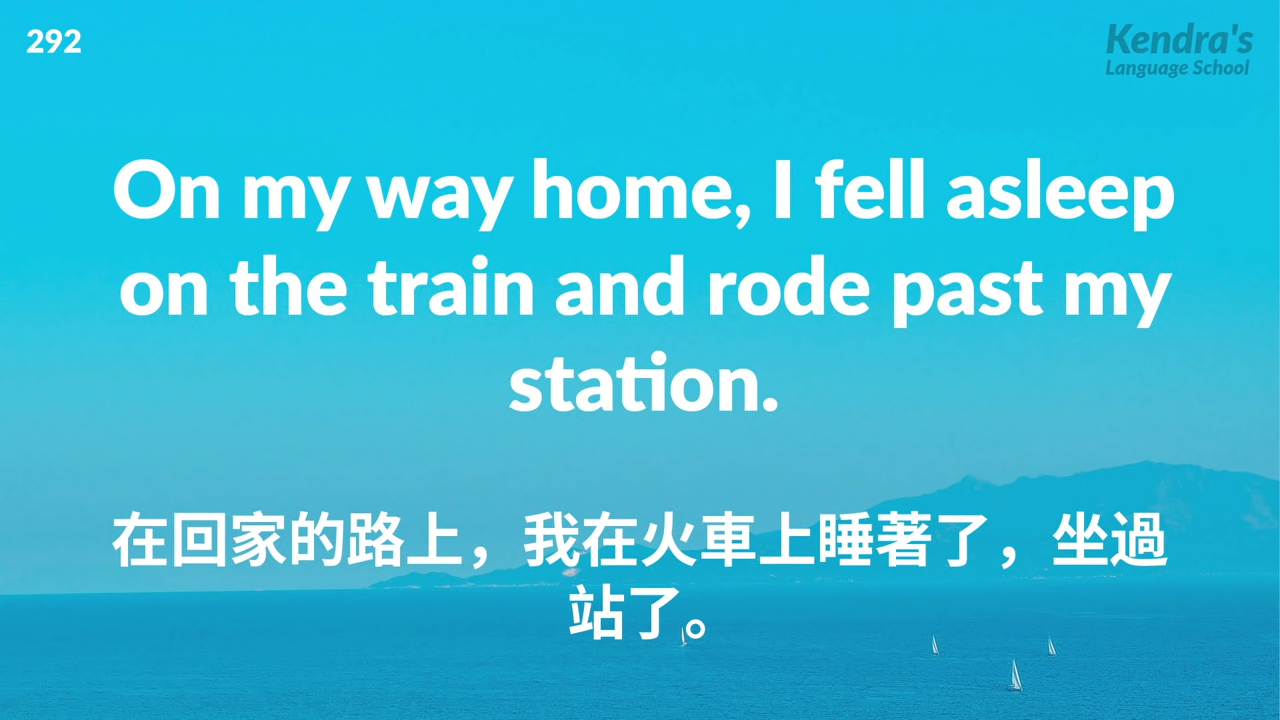 292
Kendra's
Language School
On my way home, I fell asleep
on the train and rode past my
station.
在回家的路上，我在火車上睡著了，坐過
站了。